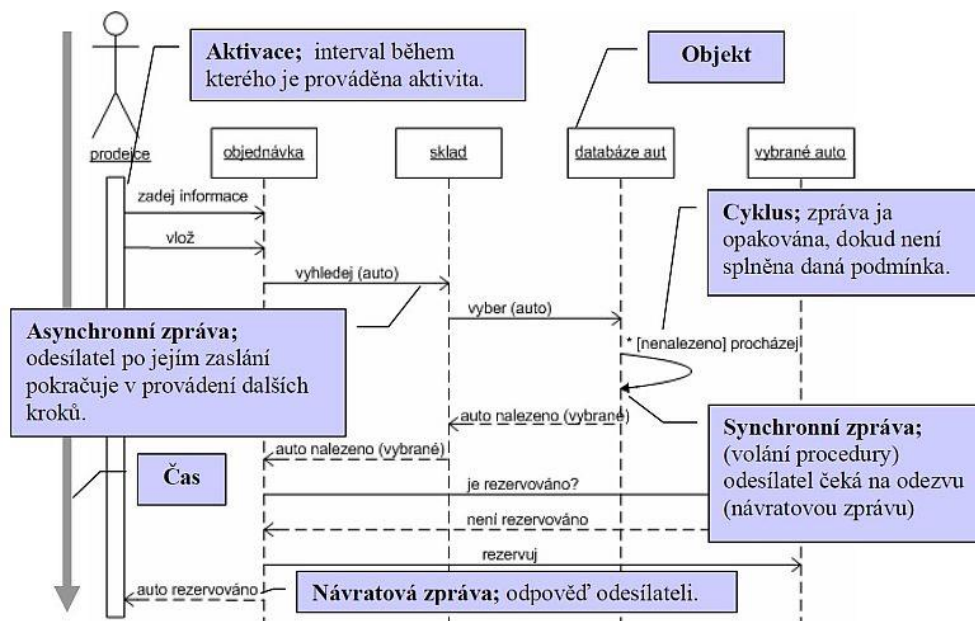 Aktivace; interval během
kterého je prováděna aktivita.
Objekt
prodejce
objednávka
sklad
databáze aut
vybrané auto
zadej informace
vlož
Cyklus; zpráva ja
opakována, dokud není
splněna daná podmínka.
vyhledej (auto)
vyber (auto)
Asynchronní zpráva;
odesílatel po jejím zaslání
pokračuje v provádení dalších
kroků.
* [nenalezeno] procházej
auto nalezeno (vybrané)
Synchronní zpráva;
(volání procedury)
odesílatel čeká na odezvu
(návratovou zprávu)
auto nalezeno (vybrané)
Čas
je rezervováno?
není rezervováno
rezervuj
auto rezervováno
Návratová zpráva; odpověď odesílateli.